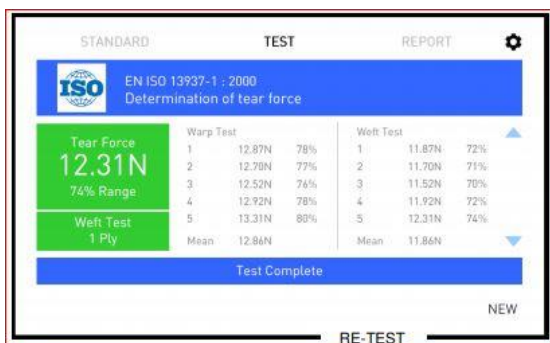 STANDARD TEST REPORT
ISO
EN ISO 13937-1 : 2000
Determination of tear force
Tear Force
12.31N
74% Range
Weft Test
1 Ply
Warp Test
1 12.87N 78%
2 12.70N 77%
3 12.52N 76%
4 12.92N 78%
5 13.31N 80%
Mean 12.86N
Weft Test
1 11.87N 72%
2 11.70N 71%
3 11.52N 70%
4 11.92N 72%
5 12.31N 74%
Mean 11.86N
Test Complete
NEW
RE-TEST